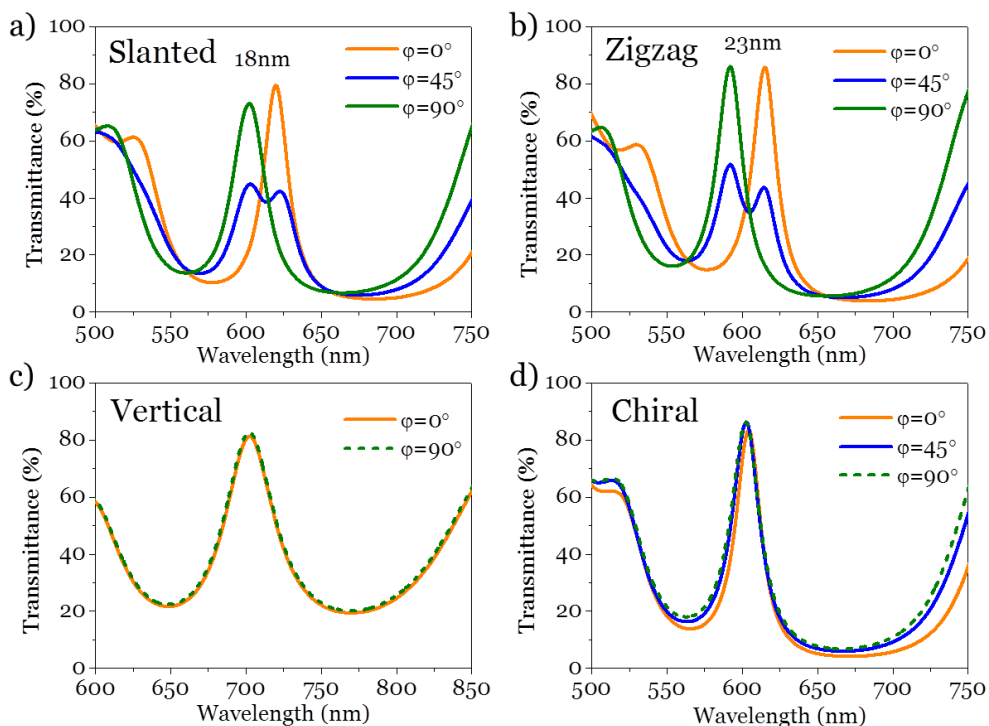 a)
Slanted
18nm
φ=0°
φ=45°
φ=90°
Transmittance (%)
100
80
60
40
20
0
500
550
600
650
700
750
Wavelength (nm)
b)
Zigzag
23nm
φ=0°
φ=45°
φ=90°
Transmittance (%)
100
80
60
40
20
0
500
550
600
650
700
750
Wavelength (nm)
c)
Vertical
φ=0°
φ=90°
Transmittance (%)
100
80
60
40
20
0
600
650
700
750
800
850
Wavelength (nm)
d)
Chiral
φ=0°
φ=45°
φ=90°
Transmittance (%)
100
80
60
40
20
0
500
550
600
650
700
750
Wavelength (nm)